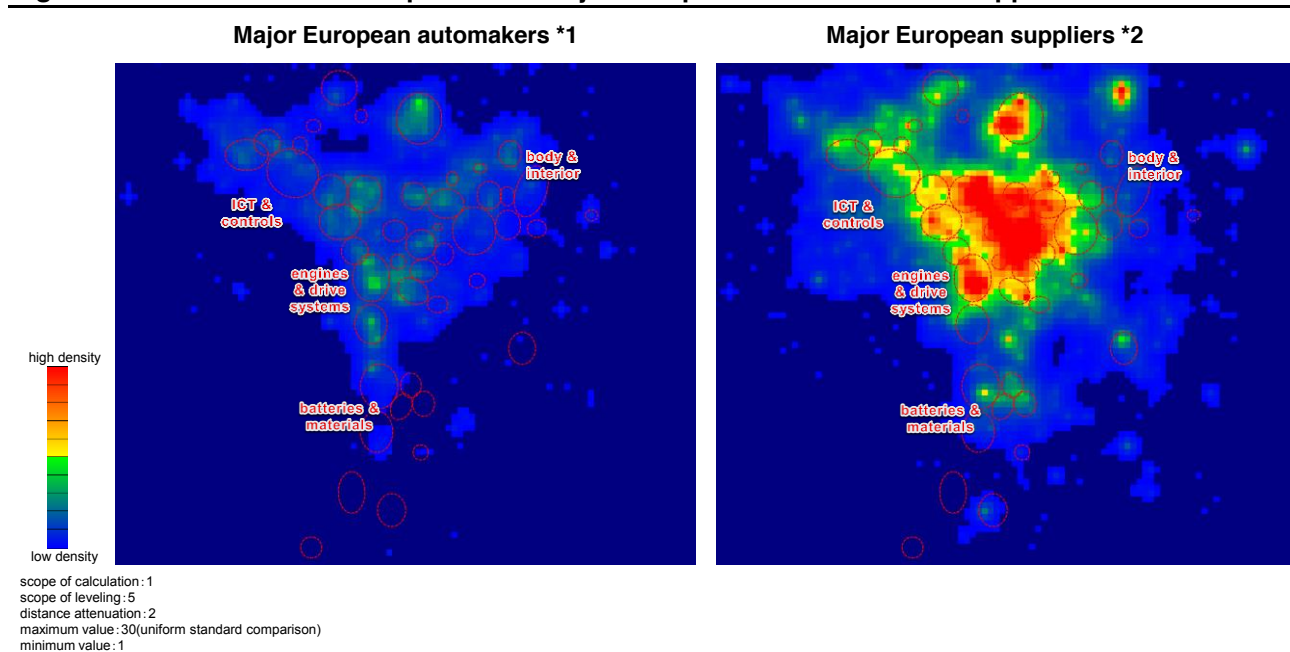 Major European automakers *1
Major European suppliers *2
body &
interior
ICT &
controls
engines
& drive
systems
batteries &
materials
body &
interior
ICT &
controls
engines
& drive
systems
batteries &
materials
high density
low density
scope of calculation：1
scope of leveling：5
distance attenuation：2
maximum value：30(uniform standard comparison)
minimum value：1